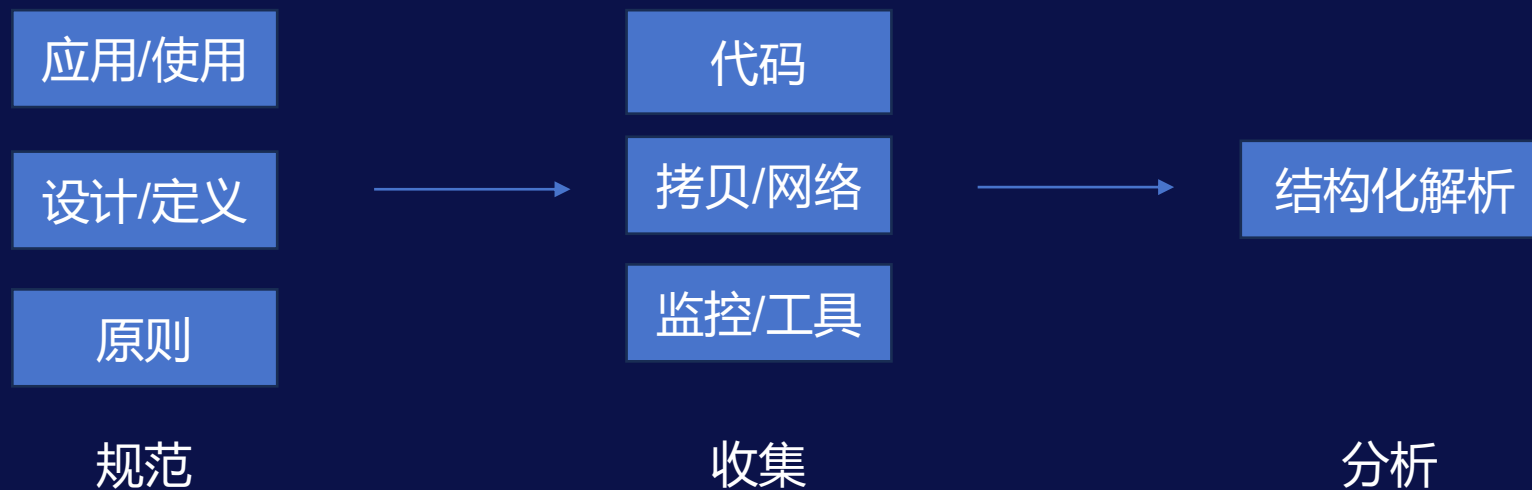 应用/使用
设计/定义
原则
规范
代码
拷贝/网络
监控/工具
收集
结构化解析
分析